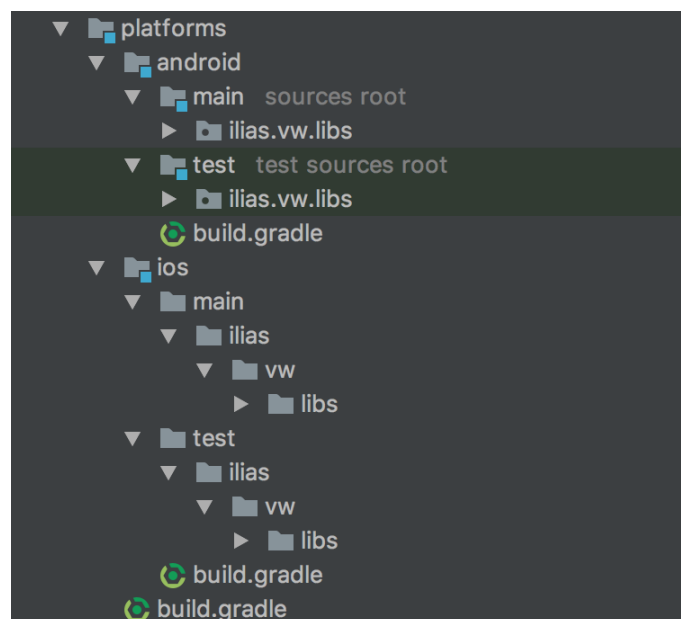 platforms
android
main sources root
ilias.vw.libs
test test sources root
ilias.vw.libs
build.gradle
ios
main
ilias
vw
libs
test
ilias
vw
libs
build.gradle
build.gradle